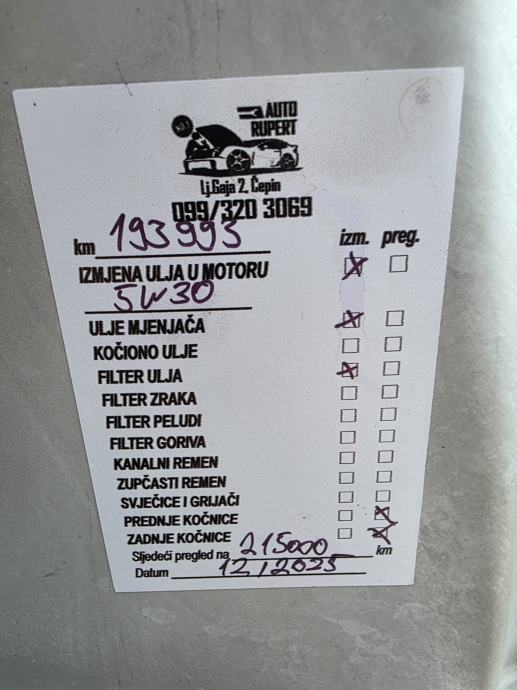 AUTO
RUPERT
Lj.Gaja 2, Čepin
099/320 3069
km 193993
izm. preg.
IZMJENA ULJA U MOTORU
5W30
ULJE MJENJAČA
KOČIONO ULJE
FILTER ULJA
FILTER ZRAKA
FILTER PELUDI
FILTER GORIVA
KANALNI REMEN
ZUPČASTI REMEN
SVJEČICE I GRIJAČI
PREDNJE KOČNICE
ZADNJE KOČNICE
Sljedeći pregled na 215000 km
Datum 12/2025